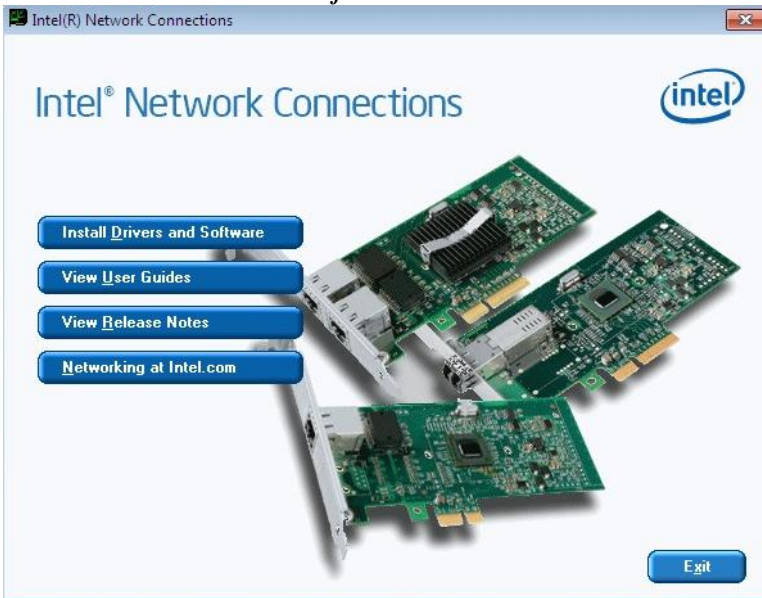 Intel(R) Network Connections
Intel® Network Connections
intel
Install Drivers and Software
View User Guides
View Release Notes
Networking at Intel.com
Exit